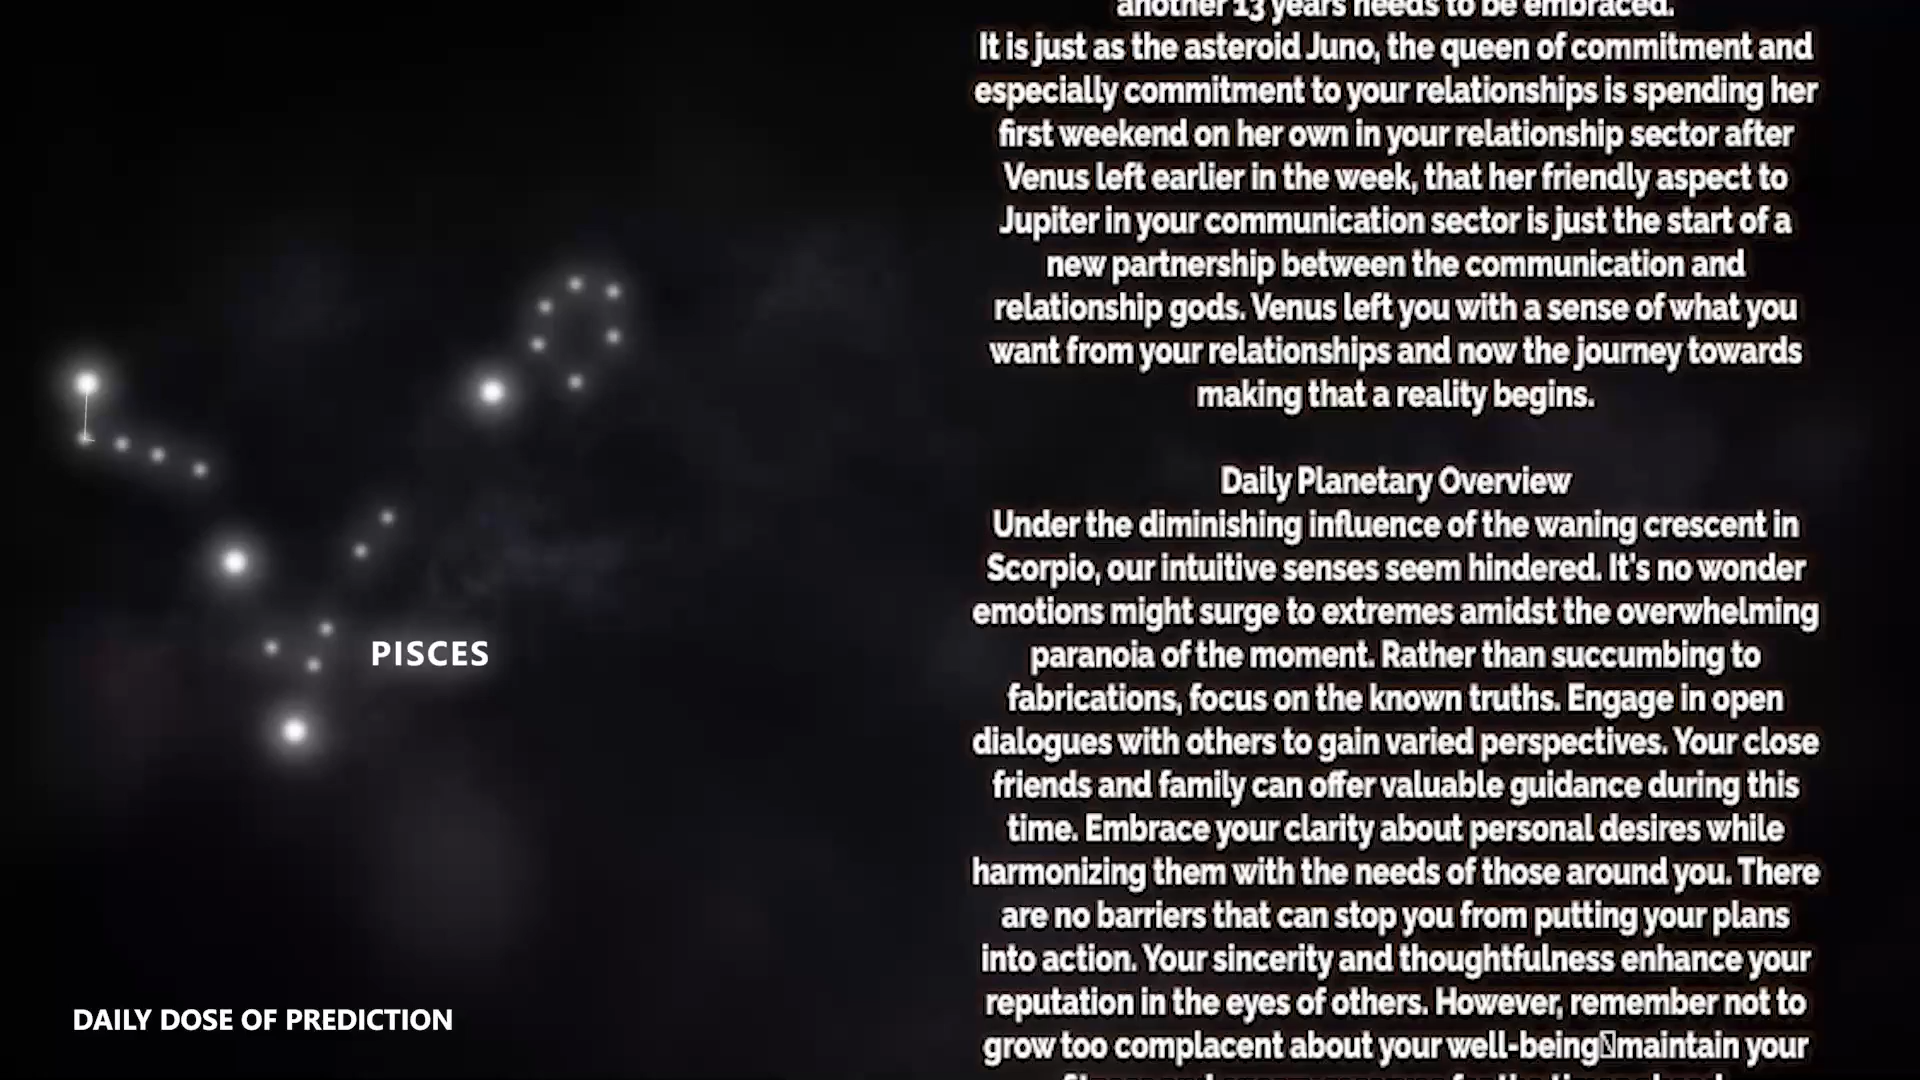 another 13 years needs to be embraced.
It is just as the asteroid Juno, the queen of commitment and
especially commitment to your relationships is spending her
first weekend on her own in your relationship sector after
Venus left earlier in the week, that her friendly aspect to
Jupiter in your communication sector is just the start of a
new partnership between the communication and
relationship gods. Venus left you with a sense of what you
want from your relationships and now the journey towards
making that a reality begins.
Daily Planetary Overview
Under the diminishing influence of the waning crescent in
Scorpio, our intuitive senses seem hindered. It's no wonder
emotions might surge to extremes amidst the overwhelming
paranoia of the moment. Rather than succumbing to
fabrications, focus on the known truths. Engage in open
dialogues with others to gain varied perspectives. Your close
friends and family can offer valuable guidance during this
time. Embrace your clarity about personal desires while
harmonizing them with the needs of those around you. There
are no barriers that can stop you from putting your plans
into action. Your sincerity and thoughtfulness enhance your
reputation in the eyes of others. However, remember not to
grow too complacent about your well-being maintain your
PISCES
DAILY DOSE OF PREDICTION